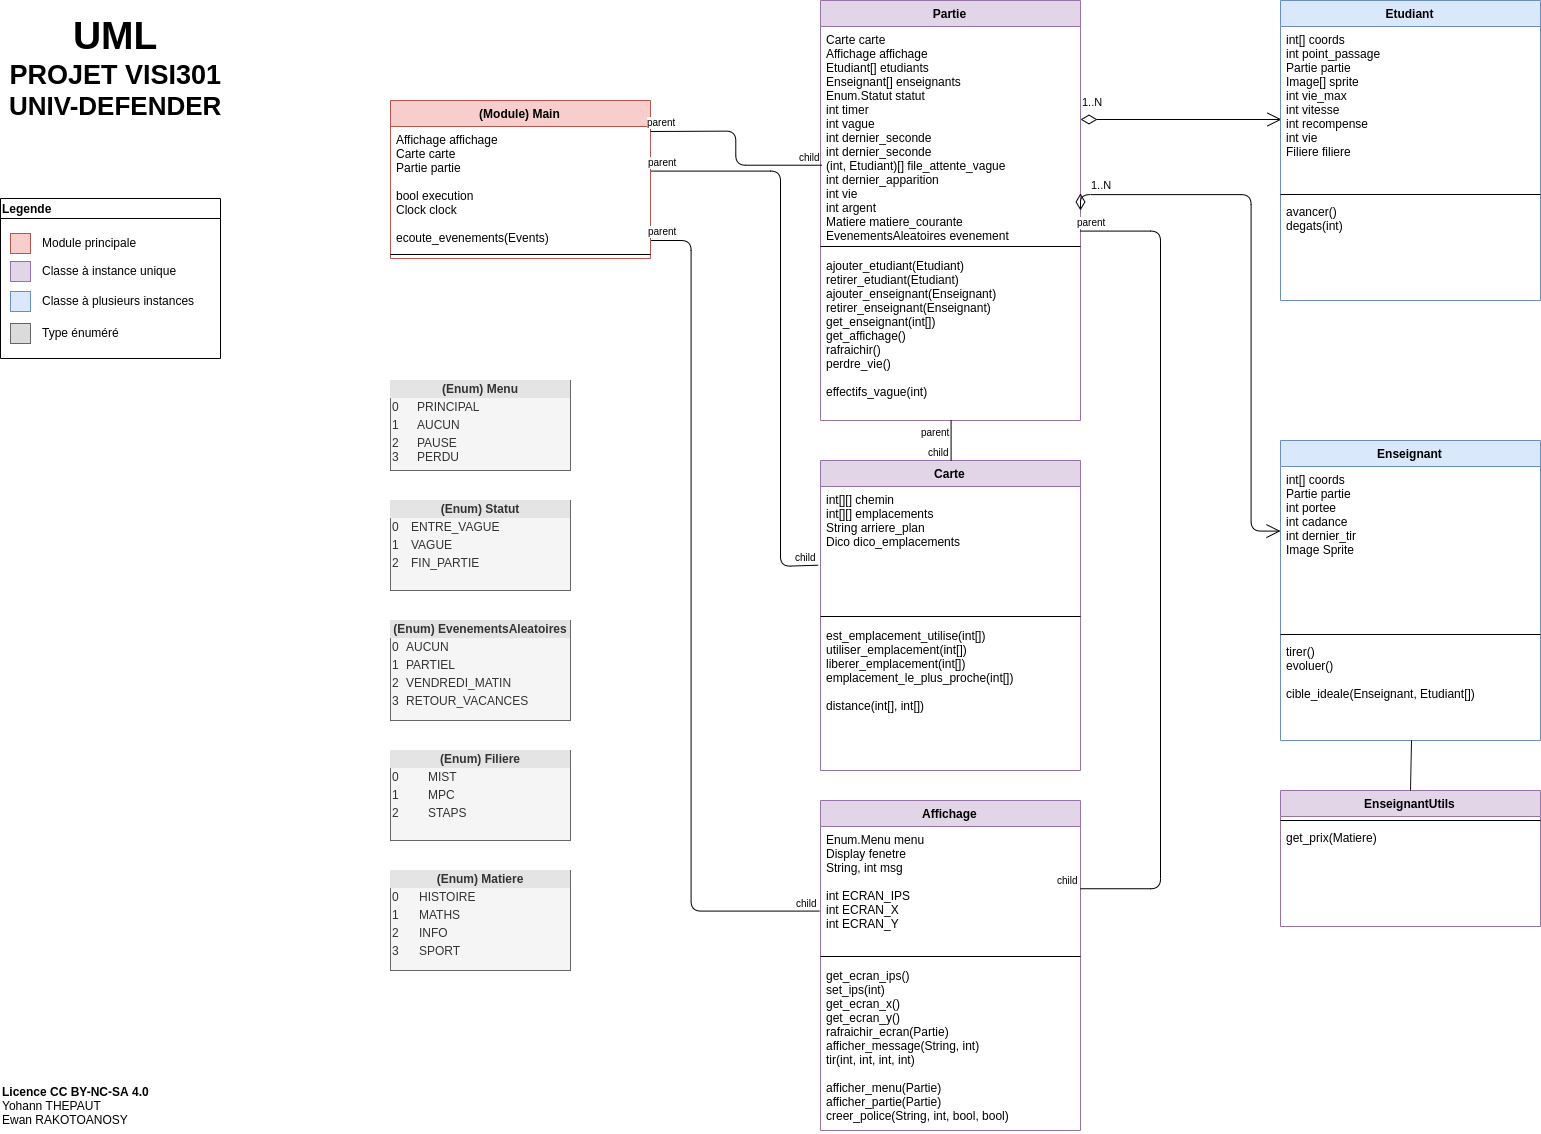 UML
PROJET VISI301
UNIV-DEFENDER
Legende
Module principale
Classe à instance unique
Classe à plusieurs instances
Type énuméré
(Module) Main
Affichage affichage
Carte carte
Partie partie
bool execution
Clock clock
ecoute_evenements(Events)
parent
parent
parent
child
child
child
(Enum) Menu
0 PRINCIPAL
1 AUCUN
2 PAUSE
3 PERDU
(Enum) Statut
0 ENTRE_VAGUE
1 VAGUE
2 FIN_PARTIE
(Enum) EvenementsAleatoires
0 AUCUN
1 PARTIEL
2 VENDREDI_MATIN
3 RETOUR_VACANCES
(Enum) Filiere
0 MIST
1 MPC
2 STAPS
(Enum) Matiere
0 HISTOIRE
1 MATHS
2 INFO
3 SPORT
Partie
Carte carte
Affichage affichage
Etudiant[] etudiants
Enseignant[] enseignants
Enum.Statut statut
int timer
int vague
int dernier_seconde
int dernier_seconde
(int, Etudiant)[] file_attente_vague
int dernier_apparition
int vie
int argent
Matiere matiere_courante
EvenementsAleatoires evenement
ajouter_etudiant(Etudiant)
retirer_etudiant(Etudiant)
ajouter_enseignant(Enseignant)
retirer_enseignant(Enseignant)
get_enseignant(int[])
get_affichage()
rafraichir()
perdre_vie()
effectifs_vague(int)
1..N
1..N
parent
parent
child
Carte
int[][] chemin
int[][] emplacements
String arriere_plan
Dico dico_emplacements
est_emplacement_utilise(int[])
utiliser_emplacement(int[])
liberer_emplacement(int[])
emplacement_le_plus_proche(int[])
distance(int[], int[])
Affichage
Enum.Menu menu
Display fenetre
String, int msg
child
int ECRAN_IPS
int ECRAN_X
int ECRAN_Y
get_ecran_ips()
set_ips(int)
get_ecran_x()
get_ecran_y()
rafraichir_ecran(Partie)
afficher_message(String, int)
tir(int, int, int, int)
afficher_menu(Partie)
afficher_partie(Partie)
creer_police(String, int, bool, bool)
Etudiant
int[] coords
int point_passage
Partie partie
Image[] sprite
int vie_max
int vitesse
int recompense
int vie
Filiere filiere
avancer()
degats(int)
Enseignant
int[] coords
Partie partie
int portee
int cadance
int dernier_tir
Image Sprite
tirer()
evoluer()
cible_ideale(Enseignant, Etudiant[])
EnseignantUtils
get_prix(Matiere)
Licence CC BY-NC-SA 4.0
Yohann THEPAUT
Ewan RAKOTOANOSY